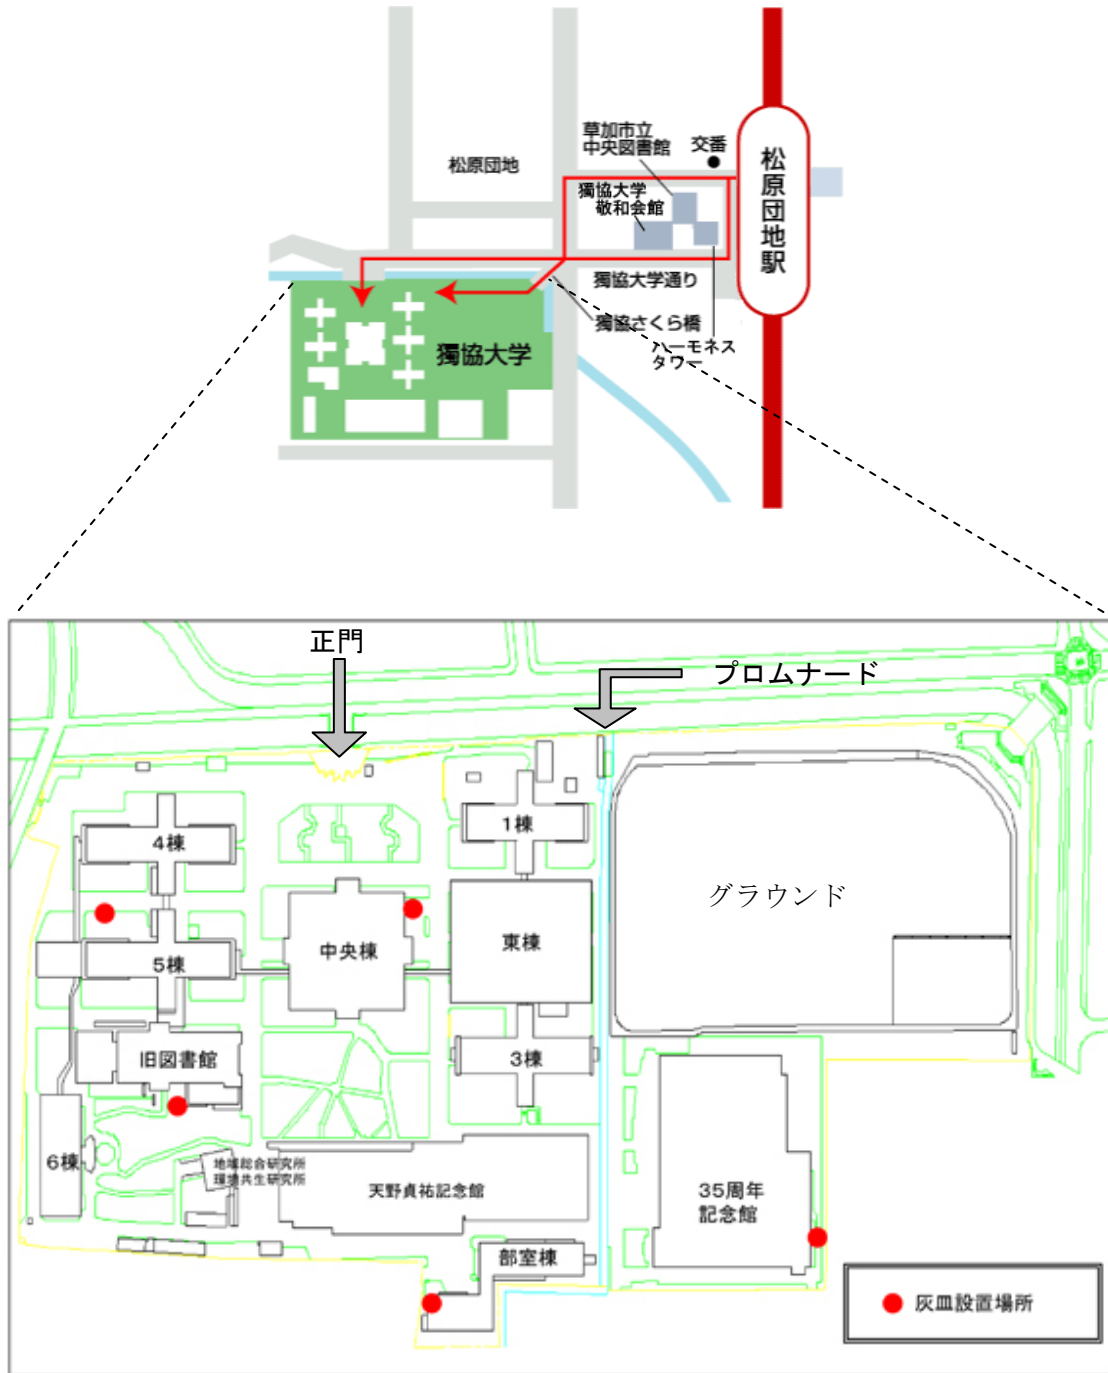 草加市立
中央図書館
交番
松原団地
獨協大学
敬和会館
松原団地駅
獨協大学通り
獨協さくら橋
ハーモネス
タワー
獨協大学
正門
プロムナード
1棟
4棟
グラウンド
中央棟
東棟
5棟
旧図書館
3棟
6棟
地域総合研究所
環境共生研究所
天野貞祐記念館
35周年
記念館
部室棟
灰皿設置場所